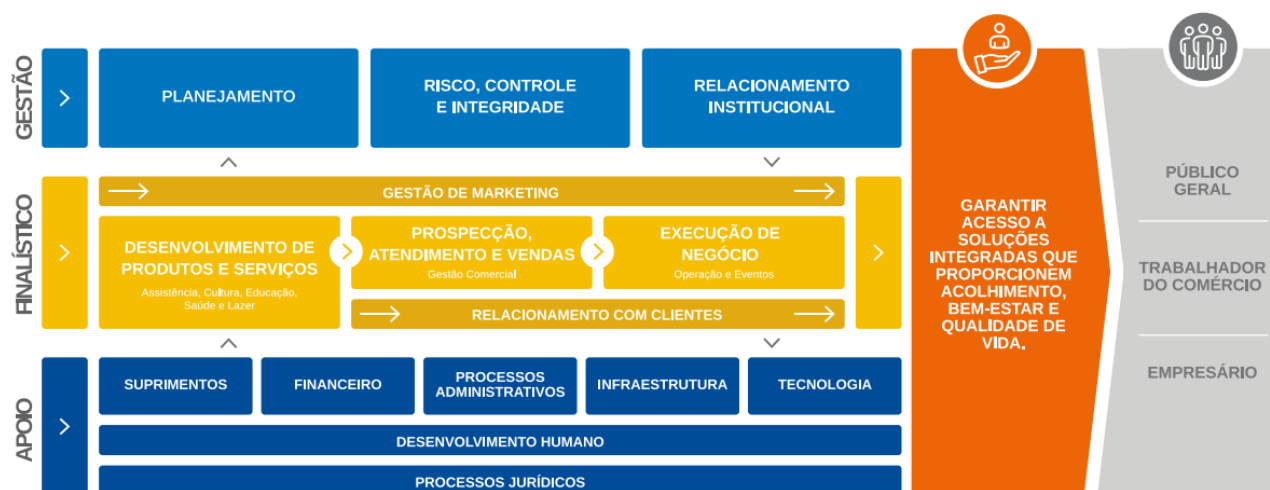 GESTÃO
PLANEJAMENTO
RISCO, CONTROLE
E INTEGRIDADE
RELACIONAMENTO
INSTITUCIONAL
FINALÍSTICO
GESTÃO DE MARKETING
DESENVOLVIMENTO DE
PRODUTOS E SERVIÇOS
Assistência, Cultura, Educação,
Saúde e Lazer
PROSPECÇÃO,
ATENDIMENTO E VENDAS
Gestão Comercial
EXECUÇÃO DE
NEGÓCIO
Operação e Eventos
RELACIONAMENTO COM CLIENTES
APOIO
SUPRIMENTOS
FINANCEIRO
PROCESSOS
ADMINISTRATIVOS
INFRAESTRUTURA
TECNOLOGIA
DESENVOLVIMENTO HUMANO
PROCESSOS JURÍDICOS
GARANTIR
ACESSO A
SOLUÇÕES
INTEGRADAS QUE
PROPORCIONEM
ACOLHIMENTO,
BEM-ESTAR E
QUALIDADE DE
VIDA.
PÚBLICO
GERAL
TRABALHADOR
DO COMÉRCIO
EMPRESÁRIO